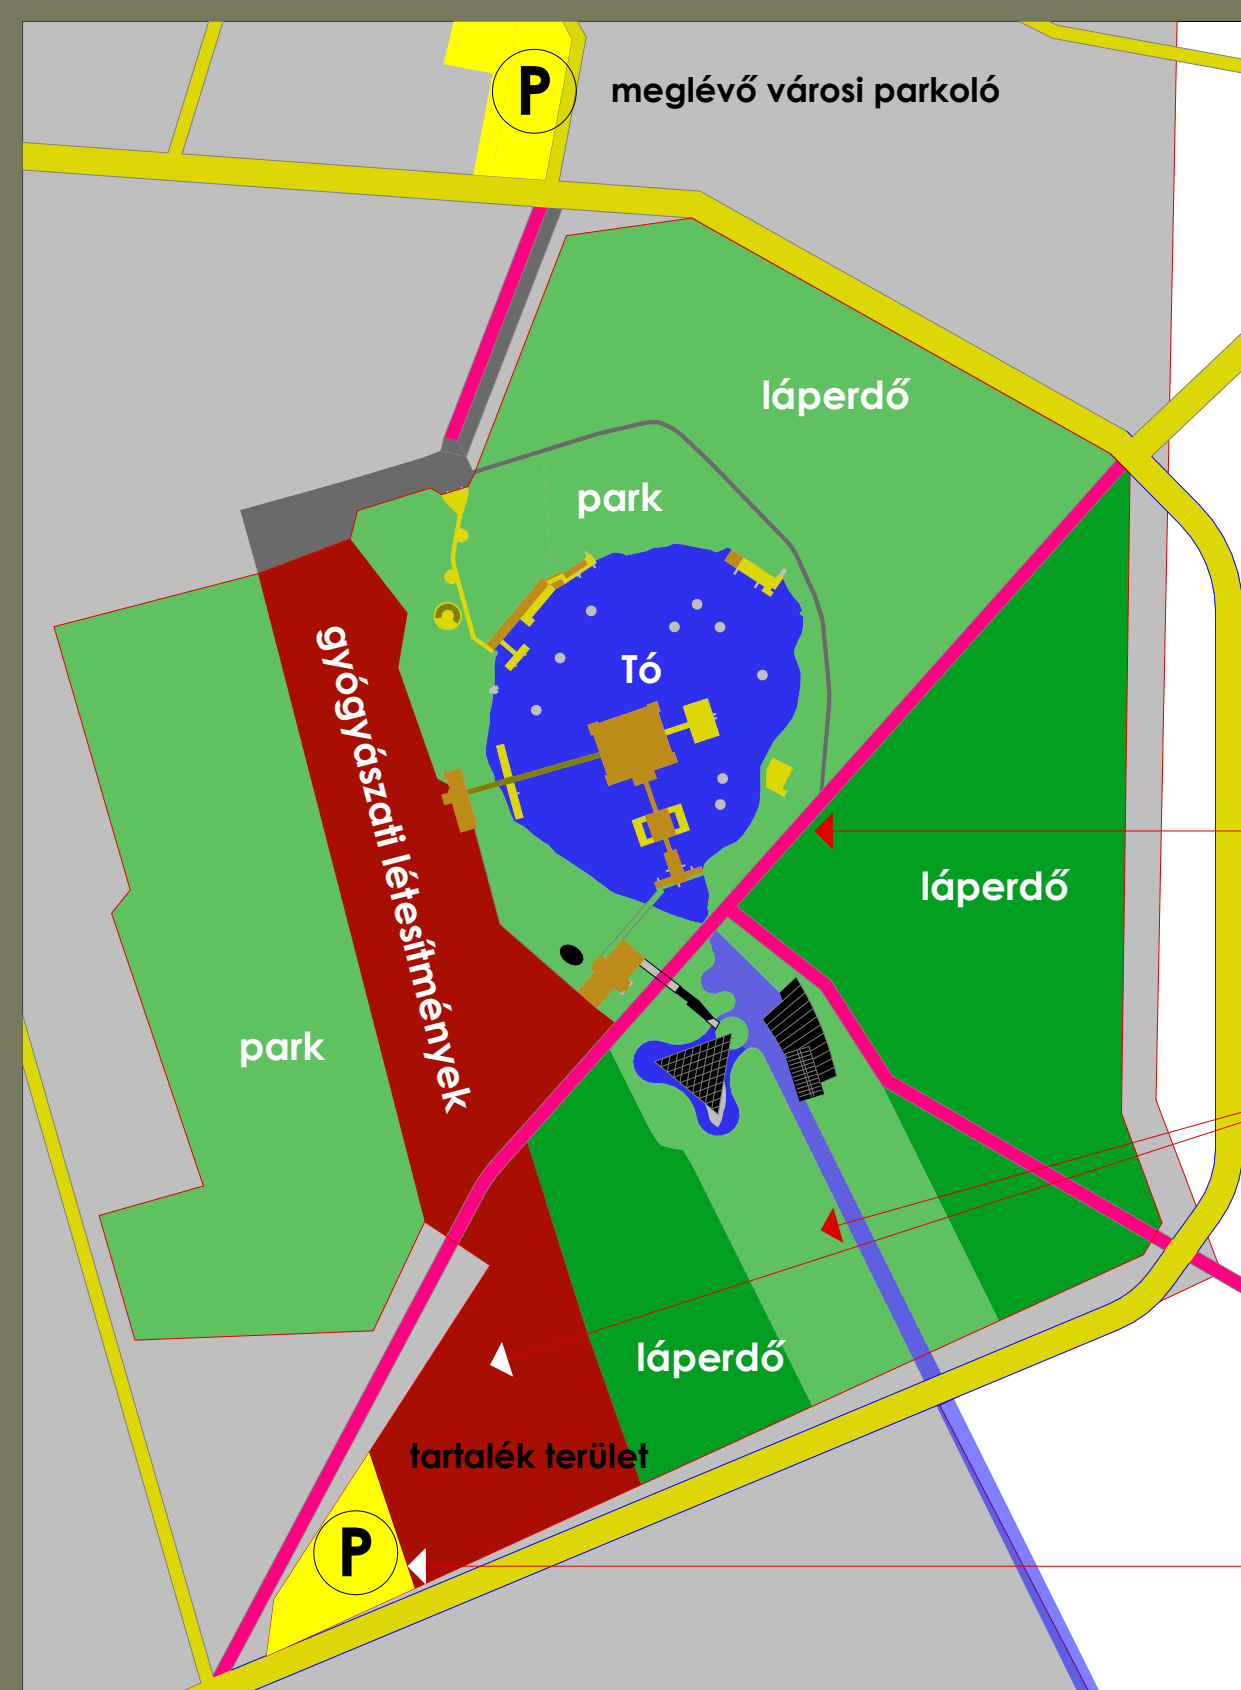 P
meglévő városi parkoló
láperdő
park
Tó
gyógyászati létesítmények
láperdő
park
láperdő
tartalék terület
P